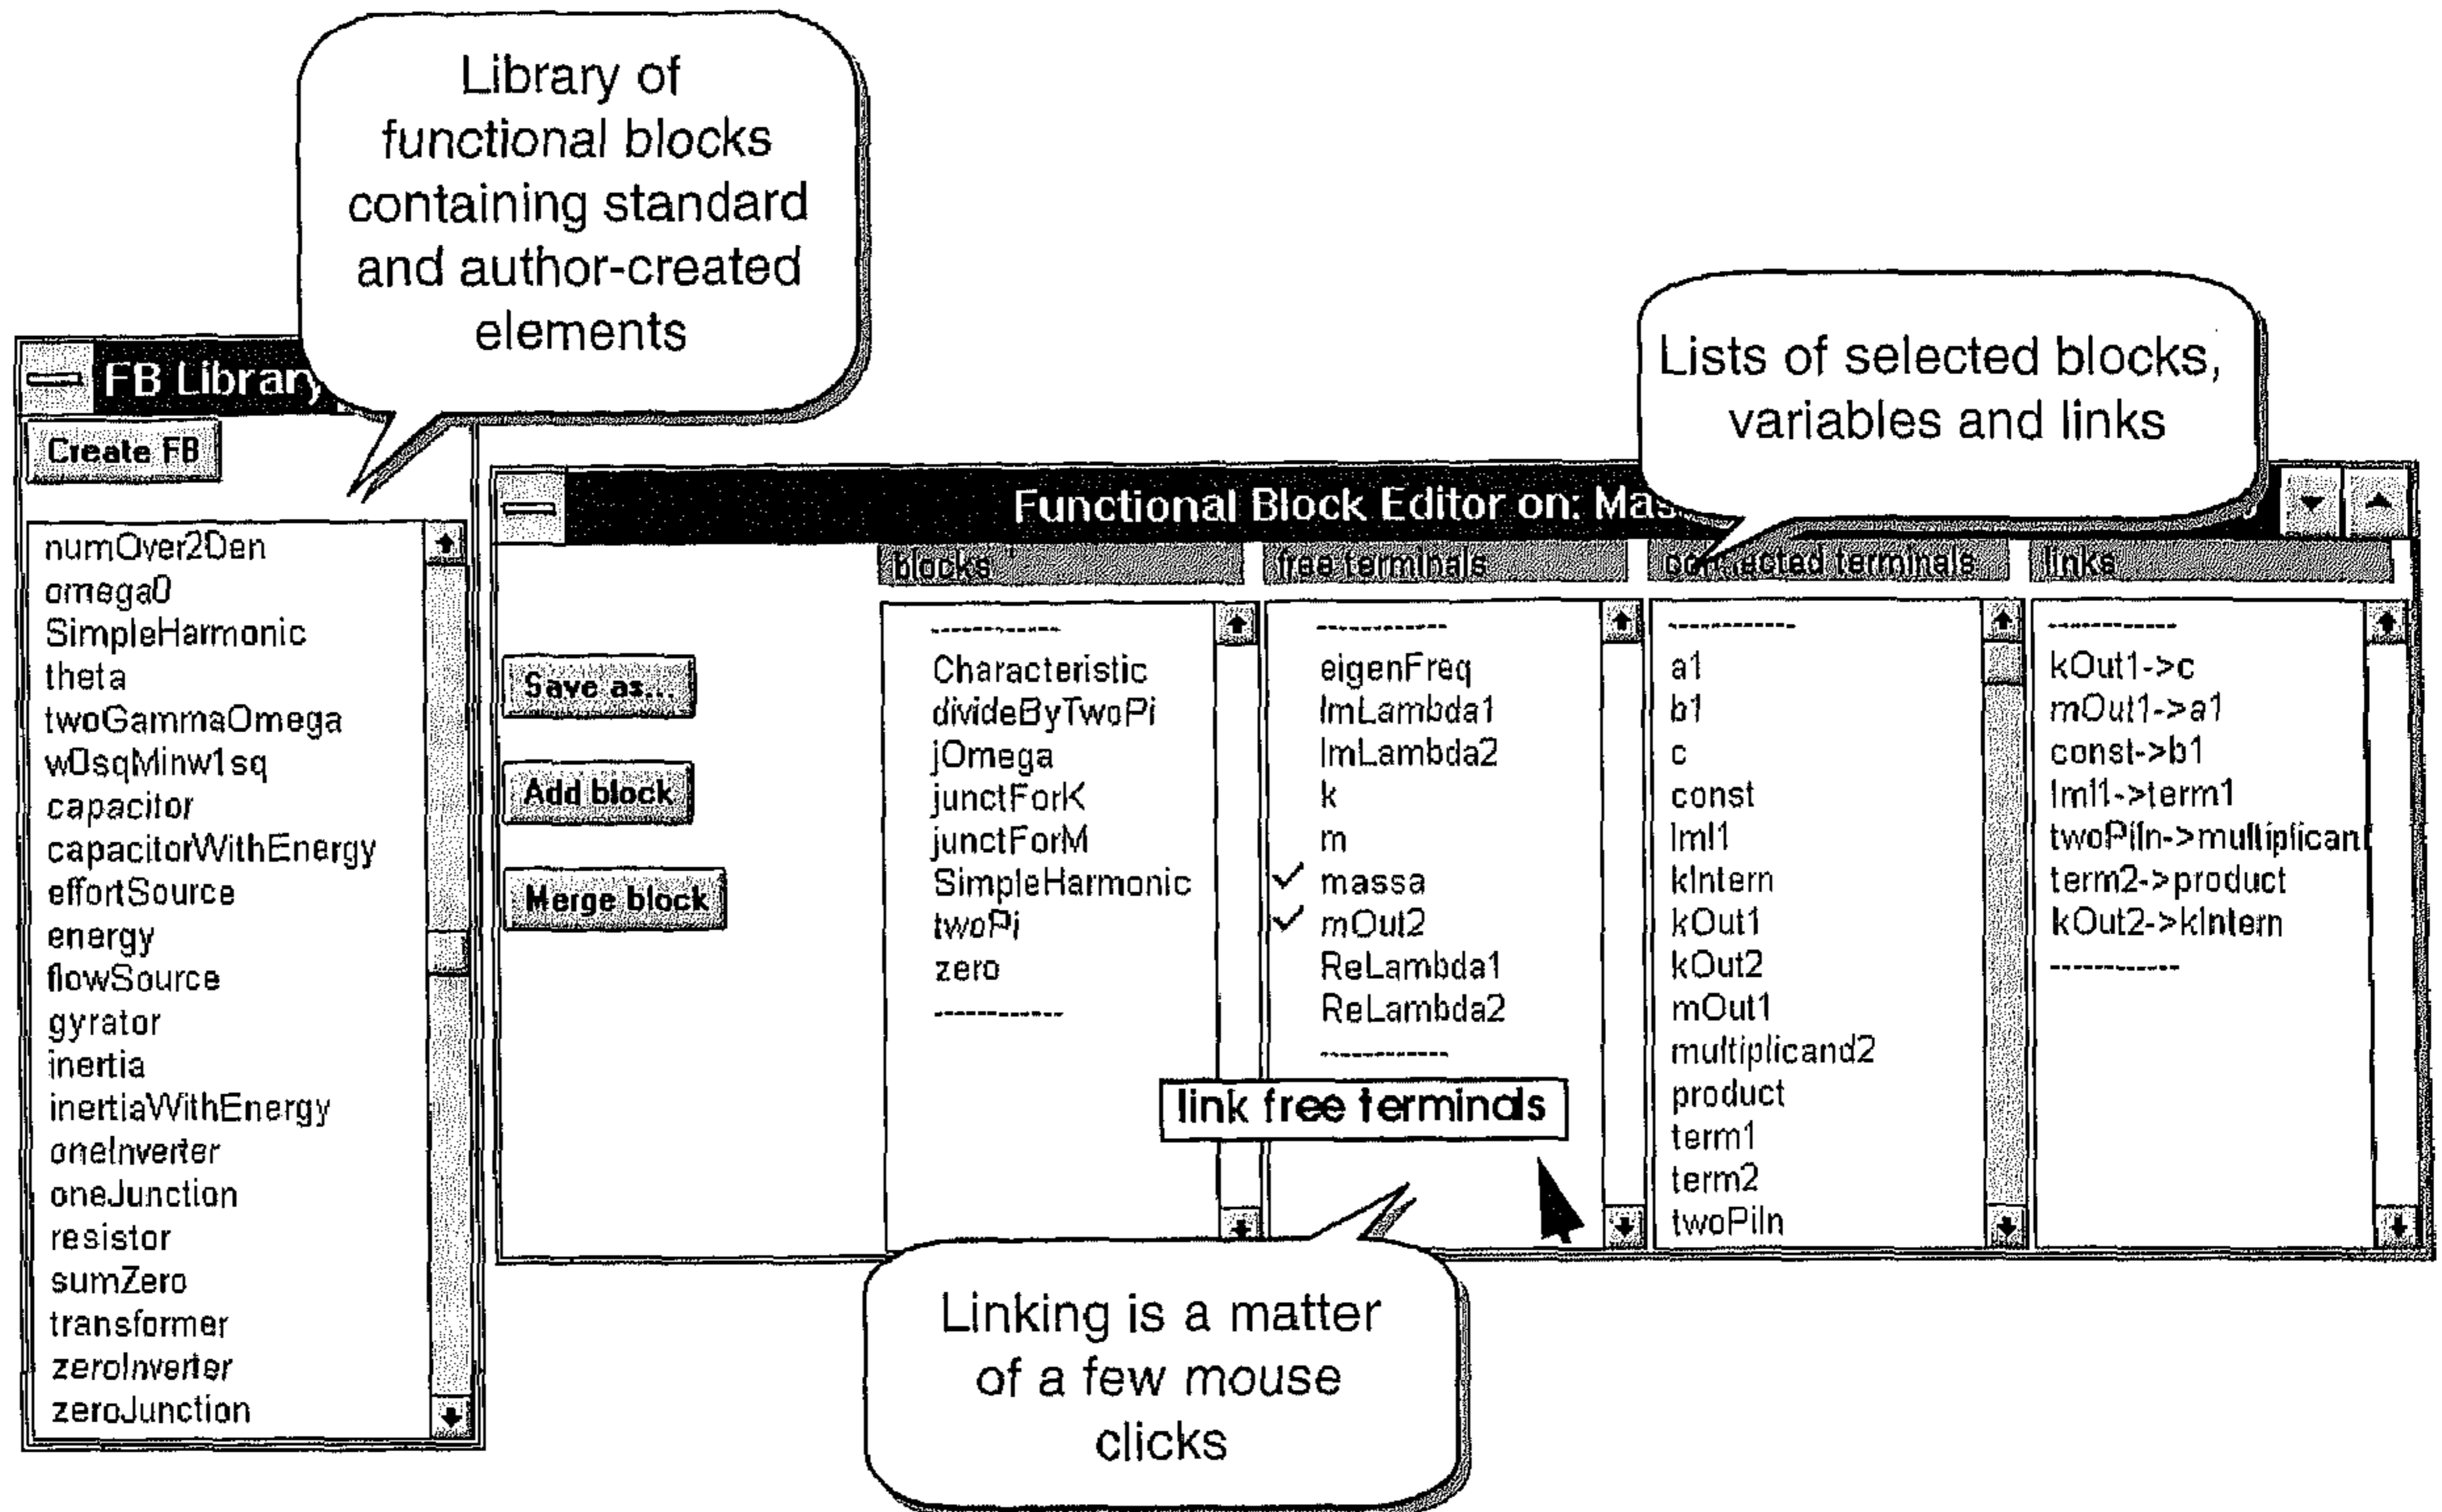 Library of
functional blocks
containing standard
and author-created
elements
Lists of selected blocks,
variables and links
FB Library
Create FB
numOver2Den
omega0
SimpleHarmonic
theta
twoGammaOmega
w0sqMinw1sq
capacitor
capacitorWithEnergy
effortSource
energy
flowSource
gyrator
inertia
inertiaWithEnergy
oneInverter
oneJunction
resistor
sumZero
transformer
zeroInverter
zeroJunction
Functional Block Editor on: Mas
Save as...
Add block
Merge block
blocks
------------
Characteristic
divideByTwoPi
jOmega
junctForK
junctForM
SimpleHarmonic
twoPi
zero
------------
free terminals
------------
eigenFreq
ImLambda1
ImLambda2
k
m
✓ massa
✓ mOut2
ReLambda1
ReLambda2
------------
link free terminals
connected terminals
------------
a1
b1
c
const
Iml1
kIntern
kOut1
kOut2
mOut1
multiplicand2
product
term1
term2
twoPiIn
links
------------
kOut1->c
mOut1->a1
const->b1
Iml1->term1
twoPiIn->multiplican
term2->product
kOut2->kIntern
------------
Linking is a matter
of a few mouse
clicks